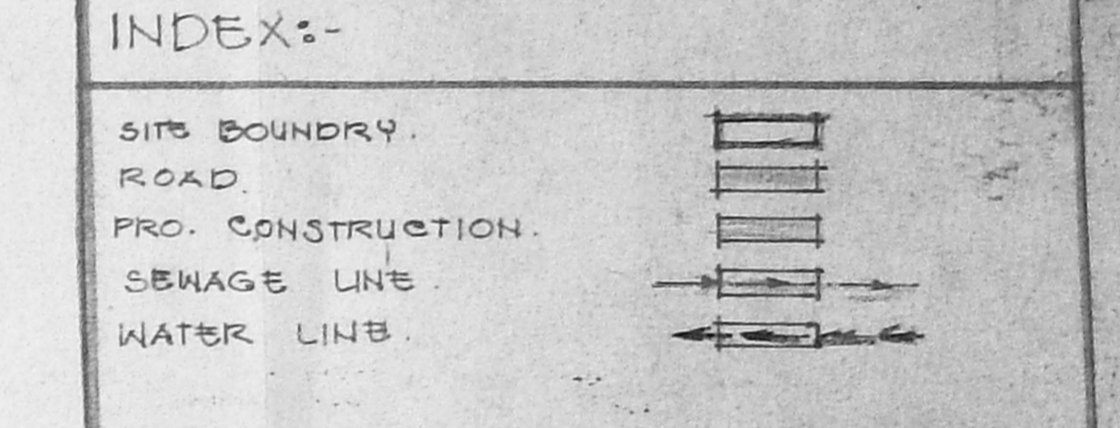 INDEX:-
SITE BOUNDRY.
ROAD.
PRO. CONSTRUCTION.
SEWAGE LINE.
WATER LINE.